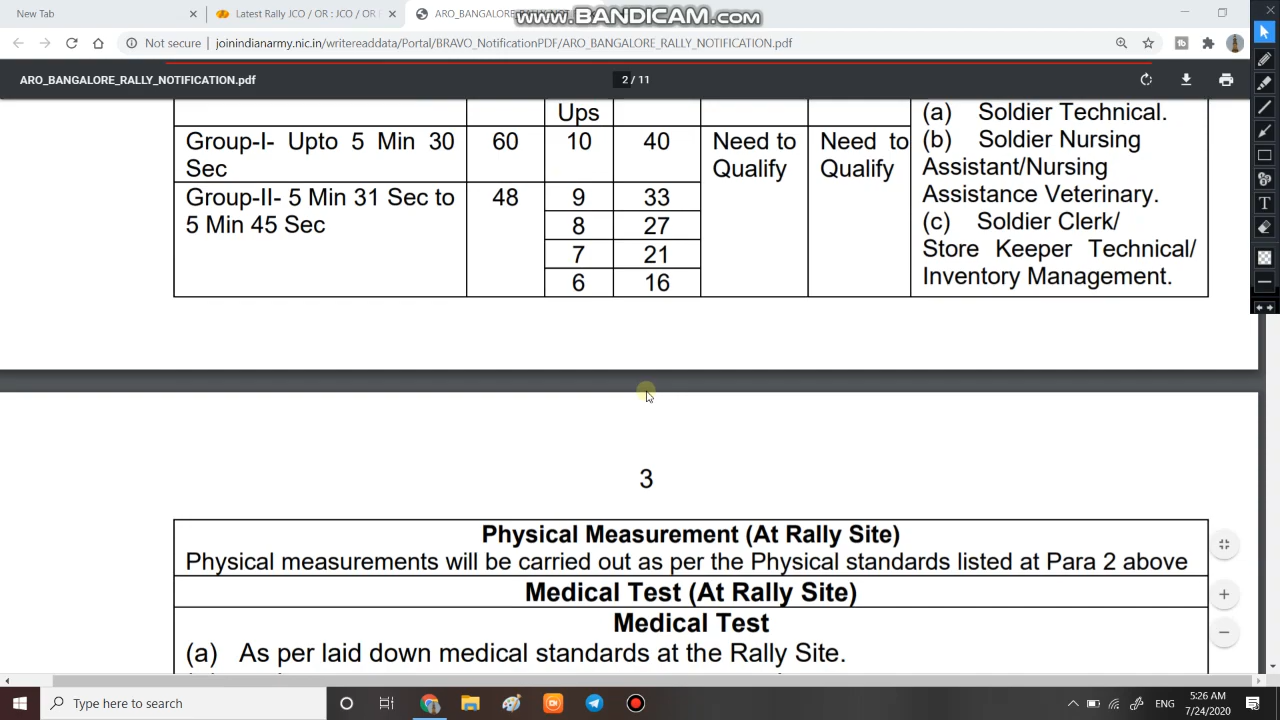 New Tab
Latest Rally JCO / OR : JCO / OR
ARO_BANGALORE_RALLY_NOT
www.BANDICAM.com
Not secure
joinindianarmy.nic.in/writereaddata/Portal/BRAVO_NotificationPDF/ARO_BANGALORE_RALLY_NOTIFICATION.pdf
ARO_BANGALORE_RALLY_NOTIFICATION.pdf
2 / 11
Ups
Group-I- Upto 5 Min 30
Sec
60
10
40
Need to
Qualify
Need to
Qualify
Group-II- 5 Min 31 Sec to
5 Min 45 Sec
48
9
33
8
27
7
21
6
16
(a) Soldier Technical.
(b) Soldier Nursing
Assistant/Nursing
Assistance Veterinary.
(c) Soldier Clerk/
Store Keeper Technical/
Inventory Management.
3
Physical Measurement (At Rally Site)
Physical measurements will be carried out as per the Physical standards listed at Para 2 above
Medical Test (At Rally Site)
Medical Test
(a) As per laid down medical standards at the Rally Site.
Type here to search
ENG
5:26 AM
7/24/2020